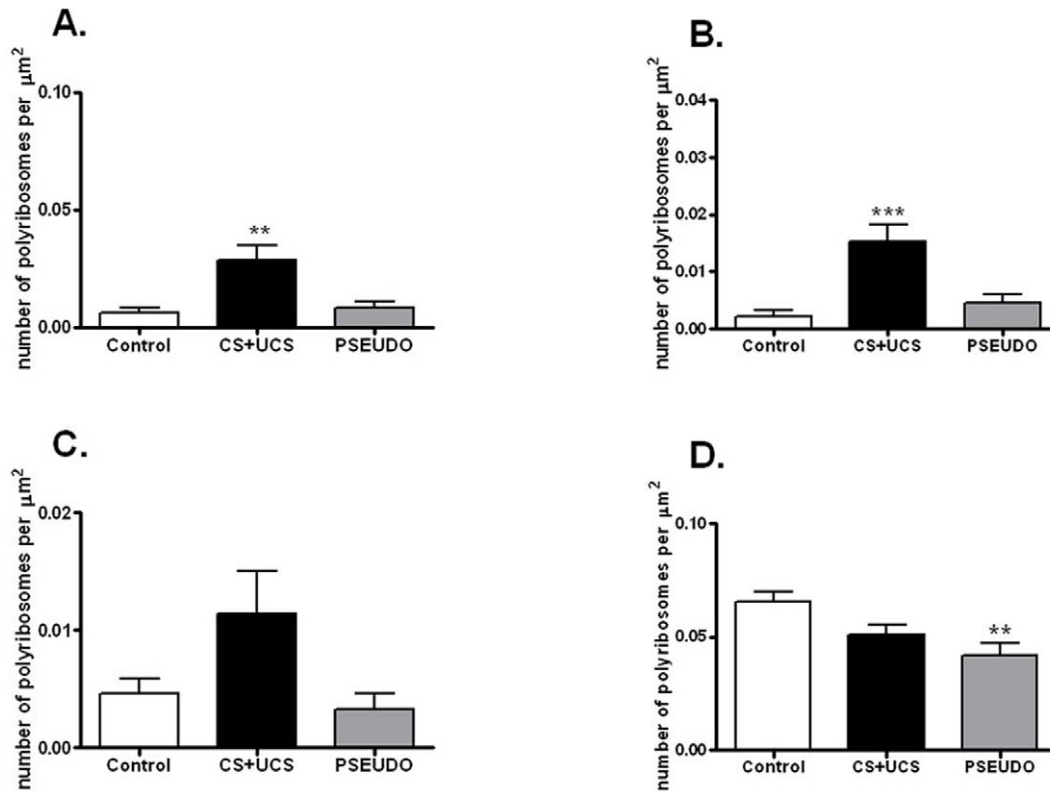 A.
number of polyribosomes per μm²
0.10
0.05
0.00
**
Control CS+UCS PSEUDO
B.
number of polyribosomes per μm²
0.04
0.03
0.02
0.01
0.00
***
Control CS+UCS PSEUDO
C.
number of polyribosomes per μm²
0.02
0.01
0.00
Control CS+UCS PSEUDO
D.
number of polyribosomes per μm²
0.10
0.05
0.00
**
Control CS+UCS PSEUDO